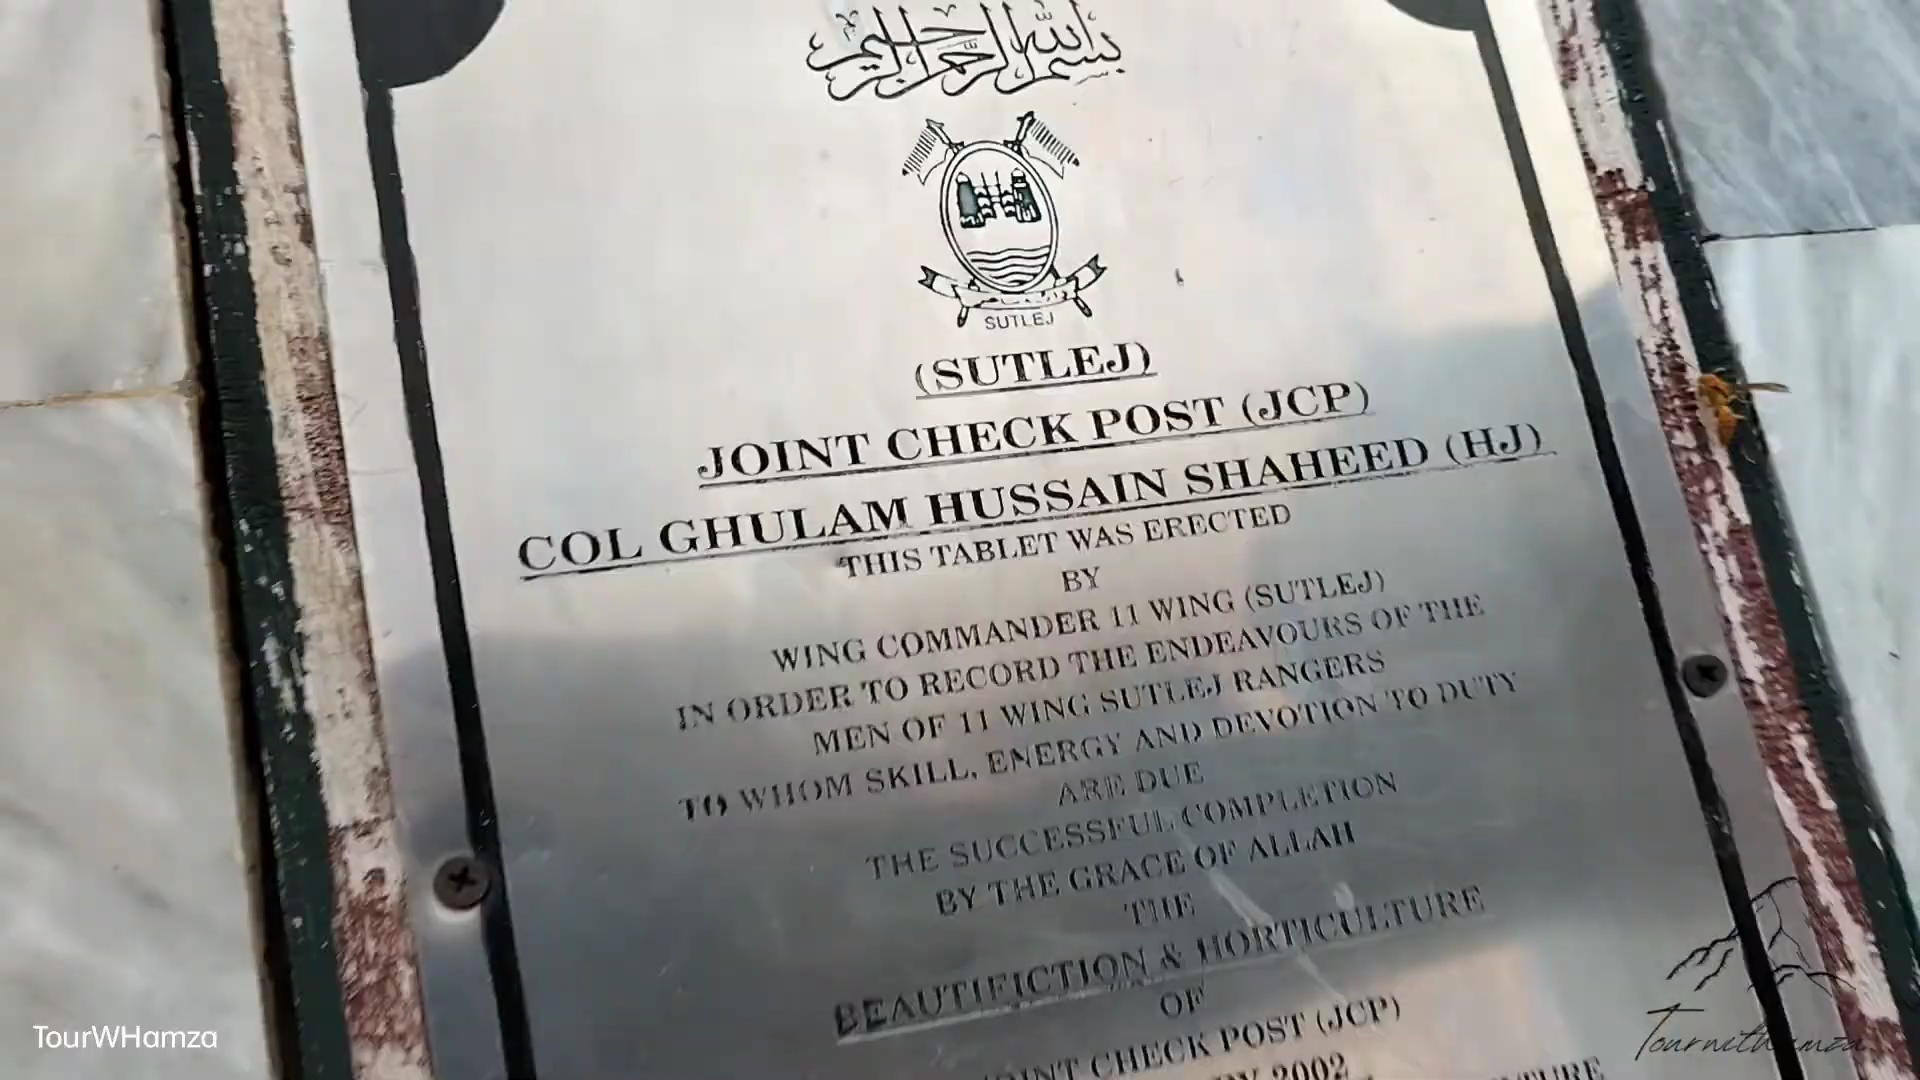 بسم الله الرحمن الرحيم
SUTLEJ
(SUTLEJ)
JOINT CHECK POST (JCP)
COL GHULAM HUSSAIN SHAHEED (HJ)
THIS TABLET WAS ERECTED
BY
WING COMMANDER 11 WING (SUTLEJ)
IN ORDER TO RECORD THE ENDEAVOURS OF THE
MEN OF 11 WING SUTLEJ RANGERS
TO WHOM SKILL, ENERGY AND DEVOTION TO DUTY
ARE DUE
THE SUCCESSFUL COMPLETION
BY THE GRACE OF ALLAH
THE
BEAUTIFICTION & HORTICULTURE
OF
JOINT CHECK POST (JCP)
2002
TourWHamza
Tourwithhamza